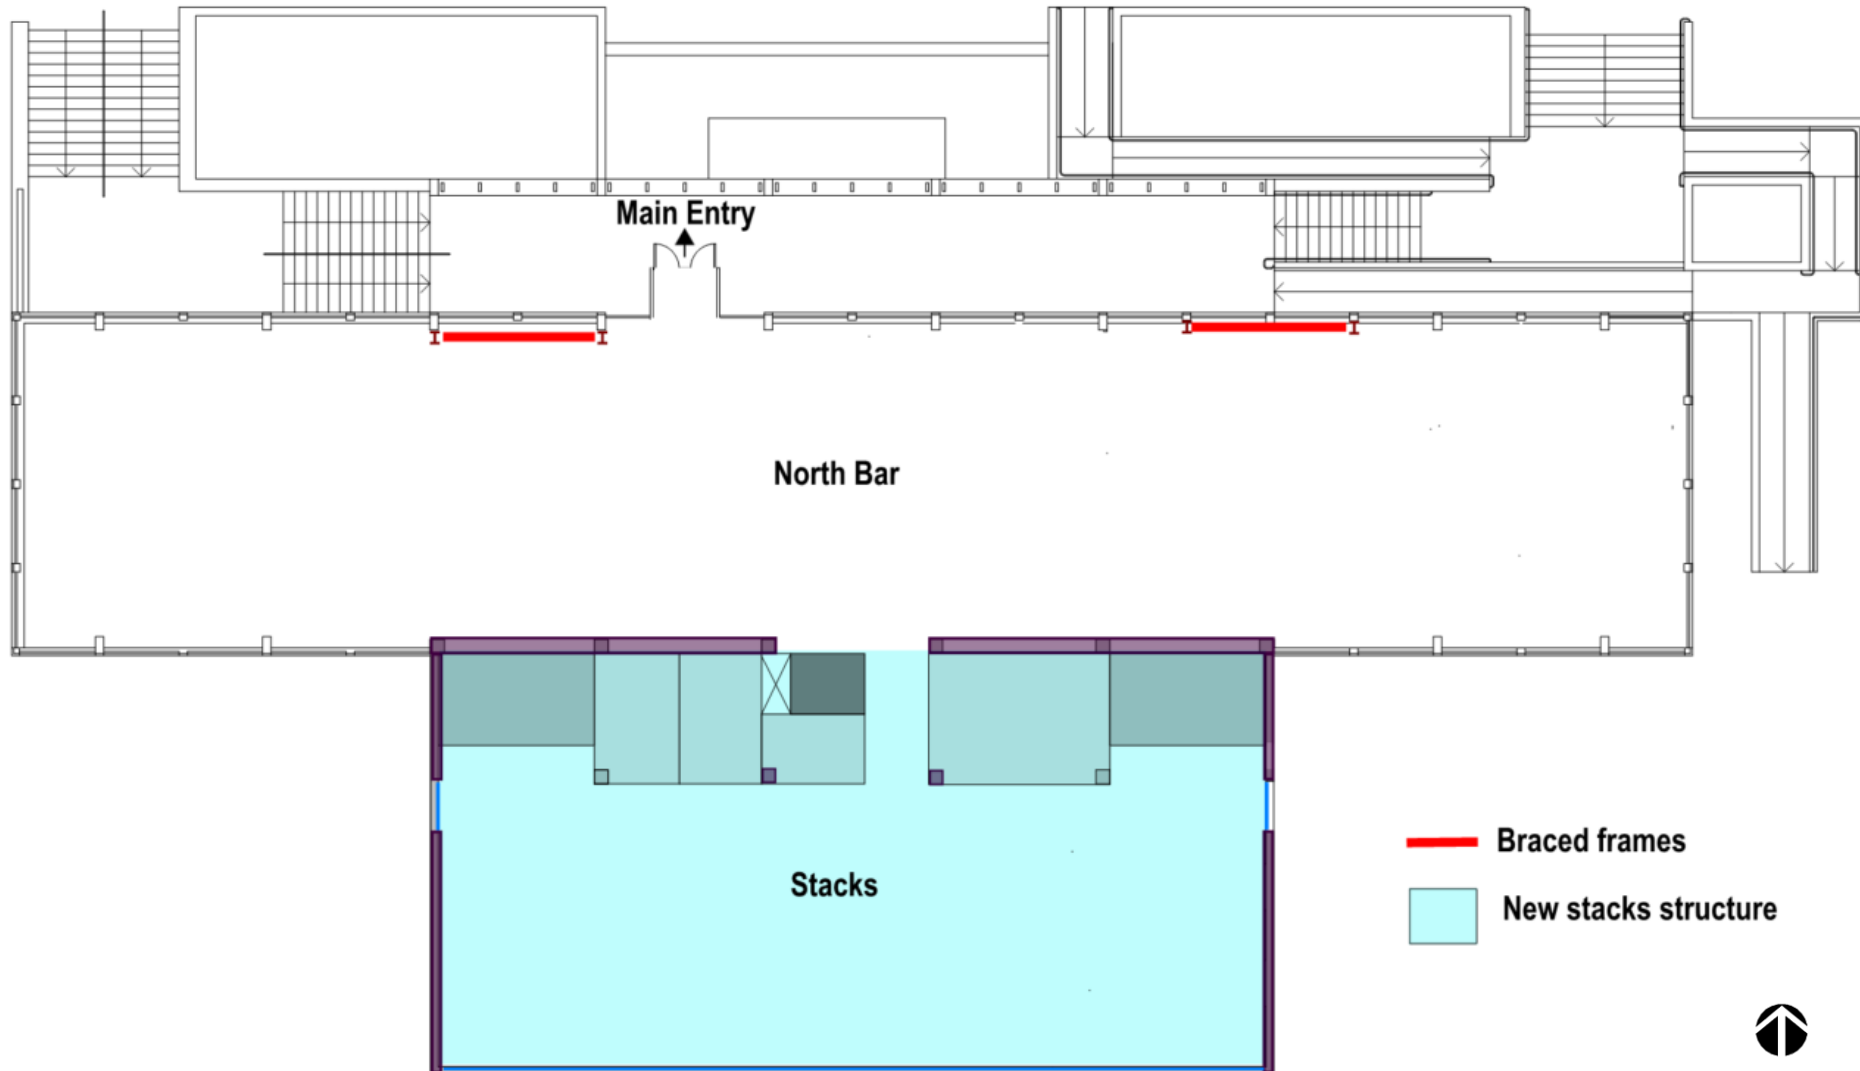 Main Entry
North Bar
Stacks
Braced frames
New stacks structure